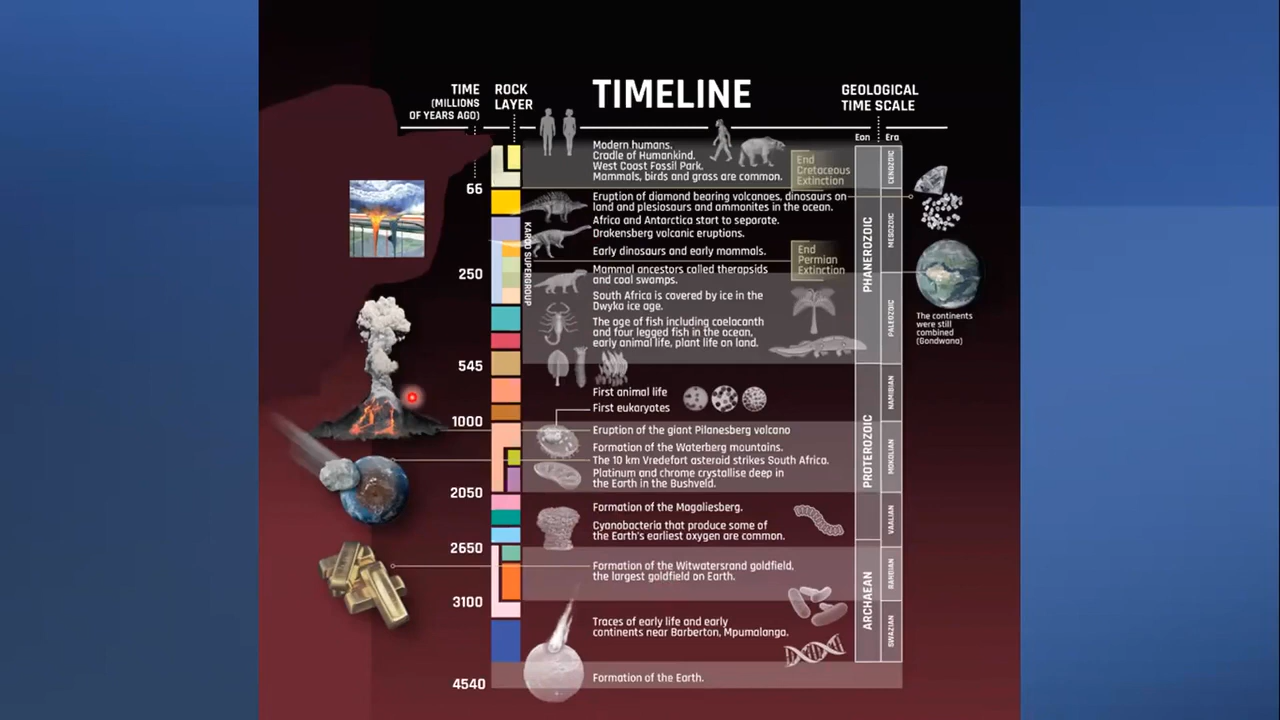 TIME
(MILLIONS
OF YEARS AGO)
ROCK
LAYER
TIMELINE
GEOLOGICAL
TIME SCALE
Eon
Era
Modern humans.
Cradle of Humankind.
West Coast Fossil Park.
Mammals, birds and grass are common.
End
Cretaceous
Extinction
CENOZOIC
66
Eruption of diamond bearing volcanoes, dinosaurs on
land and plesiosaurs and ammonites in the ocean.
Africa and Antarctica start to separate.
Drakensberg volcanic eruptions.
Early dinosaurs and early mammals.
End
Permian
Extinction
MESOZOIC
PHANEROZOIC
KAROO SUPERGROUP
250
Mammal ancestors called therapsids
and coal swamps.
South Africa is covered by ice in the
Dwyka ice age.
The age of fish including coelacanth
and four legged fish in the ocean,
early animal life, plant life on land.
PALEOZOIC
The continents
were still
combined
(Gondwana)
545
First animal life
First eukaryotes
NAMIBIAN
1000
Eruption of the giant Pilanesberg volcano
Formation of the Waterberg mountains.
The 10 km Vredefort asteroid strikes South Africa.
Platinum and chrome crystallise deep in
the Earth in the Bushveld.
MOKOLIAN
PROTEROZOIC
2050
Formation of the Magaliesberg.
Cyanobacteria that produce some of
the Earth's earliest oxygen are common.
VAALIAN
2650
Formation of the Witwatersrand goldfield,
the largest goldfield on Earth.
RANDIAN
ARCHAEAN
3100
Traces of early life and early
continents near Barberton, Mpumalanga.
SWAZIAN
4540
Formation of the Earth.